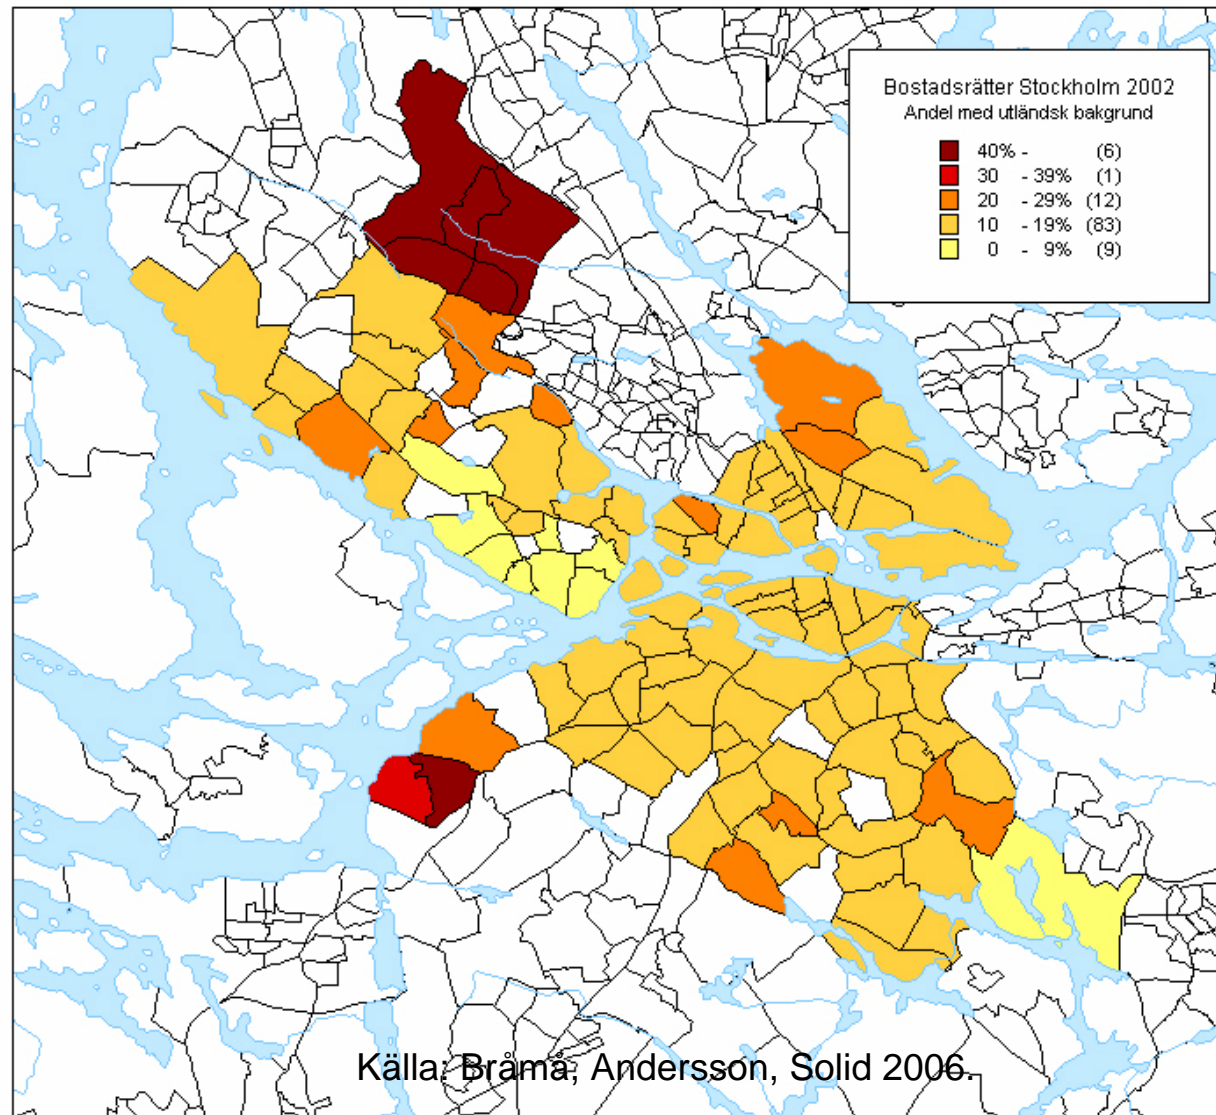 Bostadsrätter Stockholm 2002
Andel med utländsk bakgrund
40% - (6)
30 - 39% (1)
20 - 29% (12)
10 - 19% (83)
0 - 9% (9)
Källa: Bråmå, Andersson, Solid 2006.